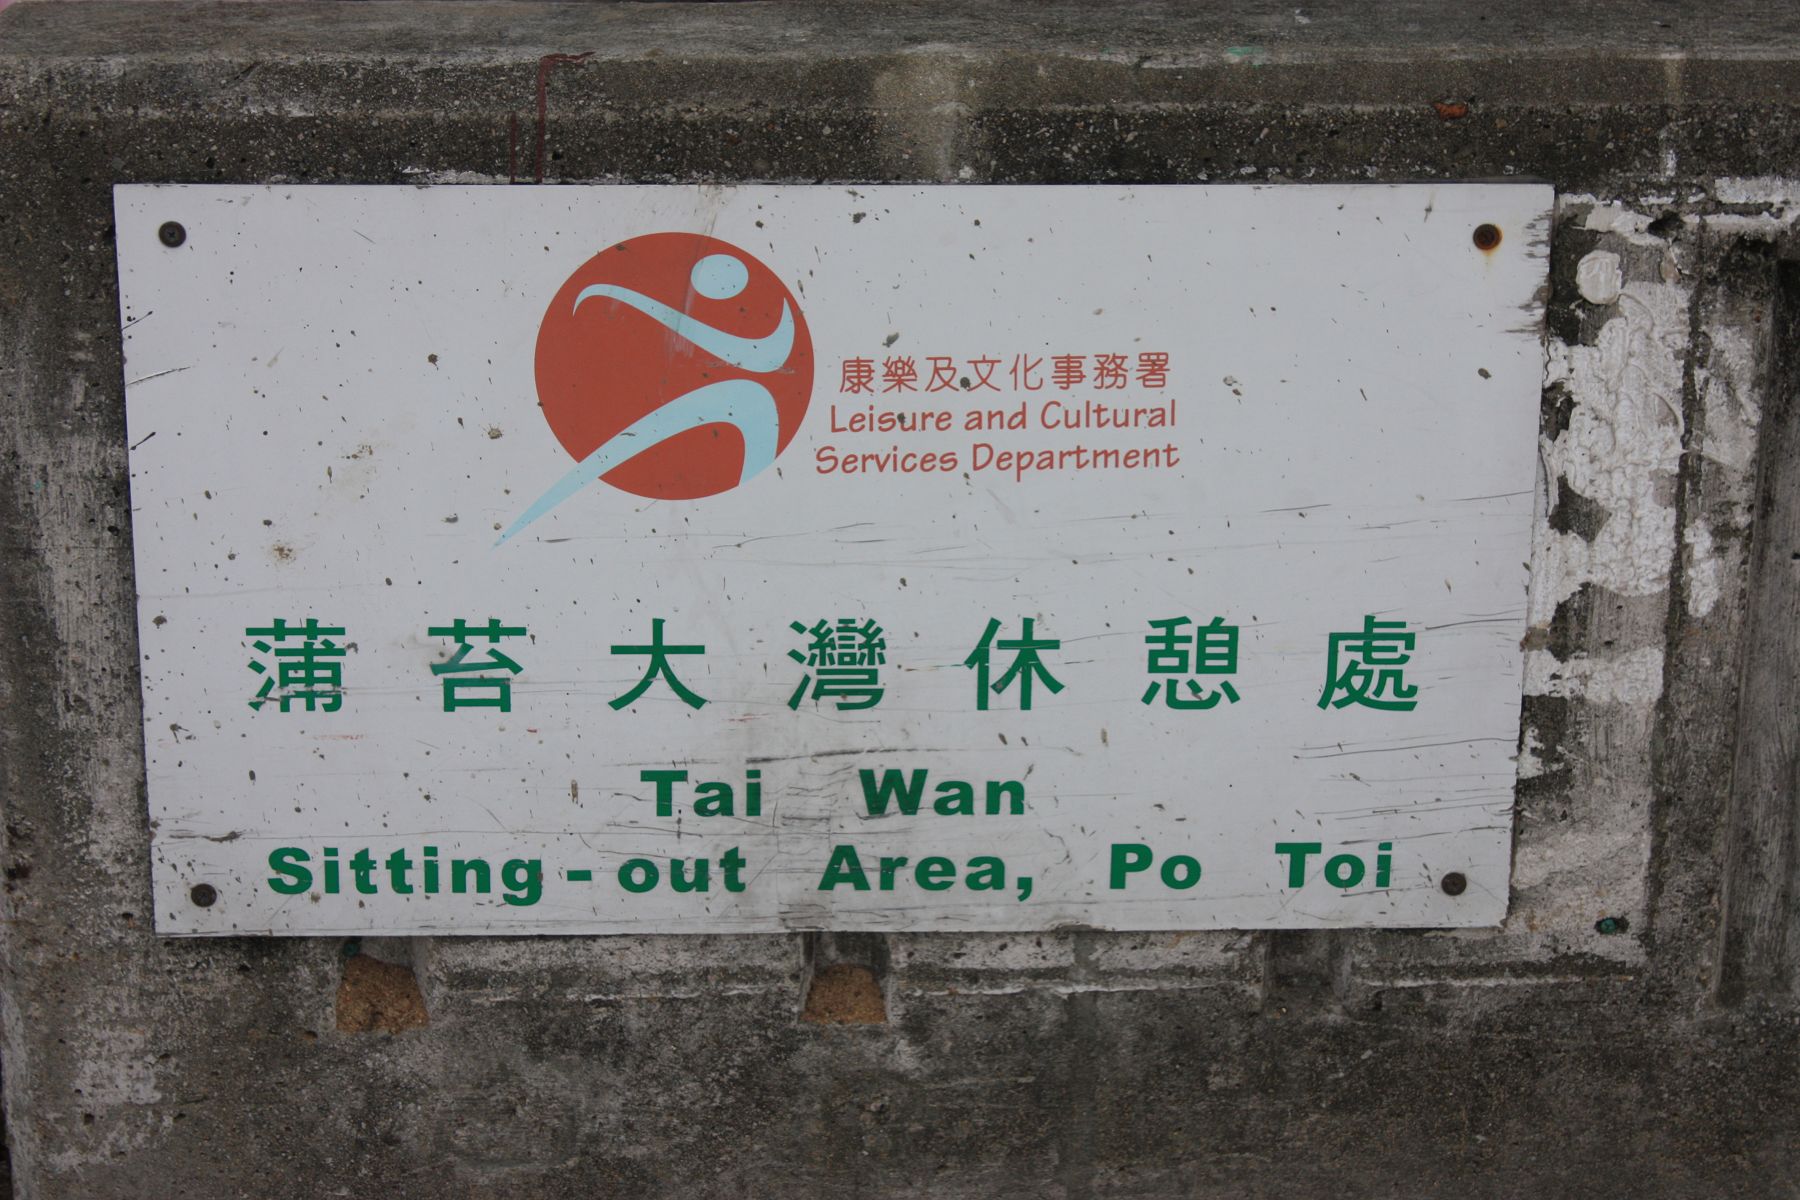 康樂及文化事務署
Leisure and Cultural
Services Department
蒲苔大灣休憩處
Tai Wan
Sitting-out Area, Po Toi